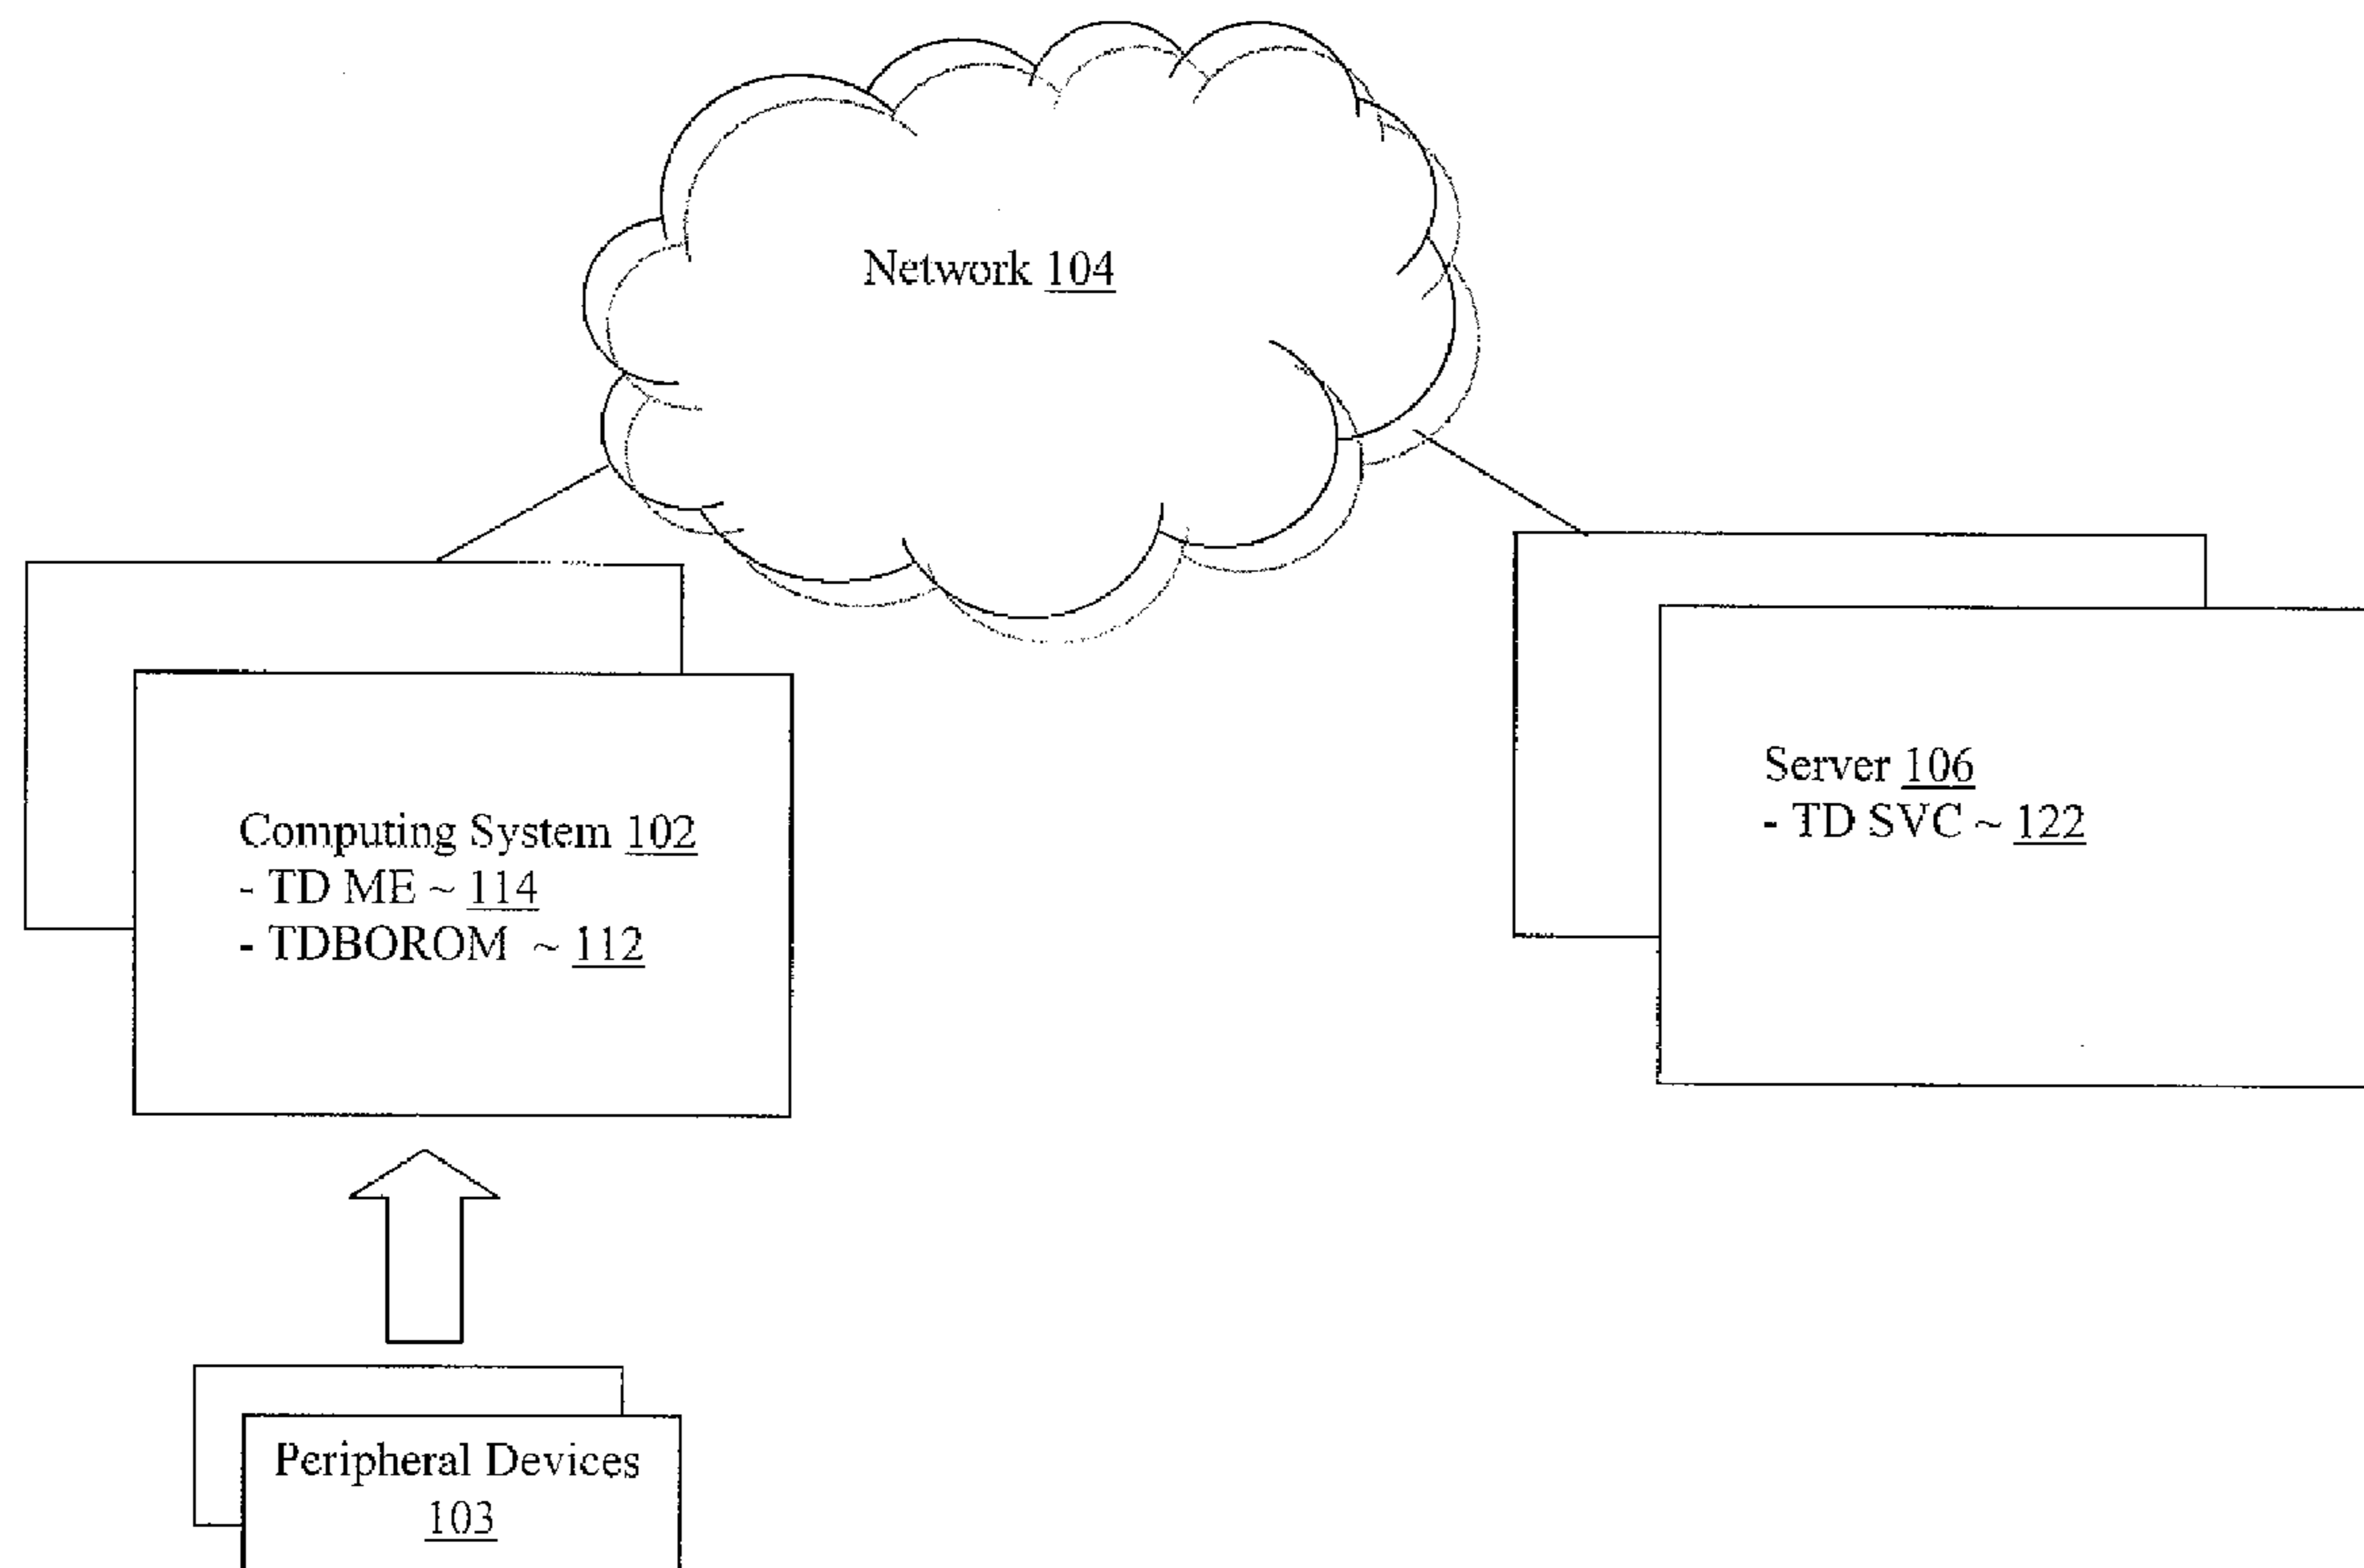 Network 104
Computing System 102
- TD ME ~ 114
- TDBOROM ~ 112
Server 106
- TD SVC ~ 122
Peripheral Devices
103